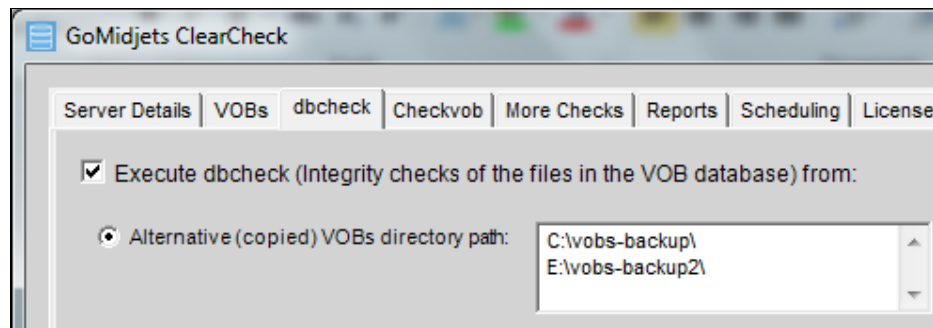 GoMidjets ClearCheck
Server Details VOBs dbcheck Checkvob More Checks Reports Scheduling License
Execute dbcheck (Integrity checks of the files in the VOB database) from:
Alternative (copied) VOBs directory path:
C:\vobs-backup\
E:\vobs-backup2\